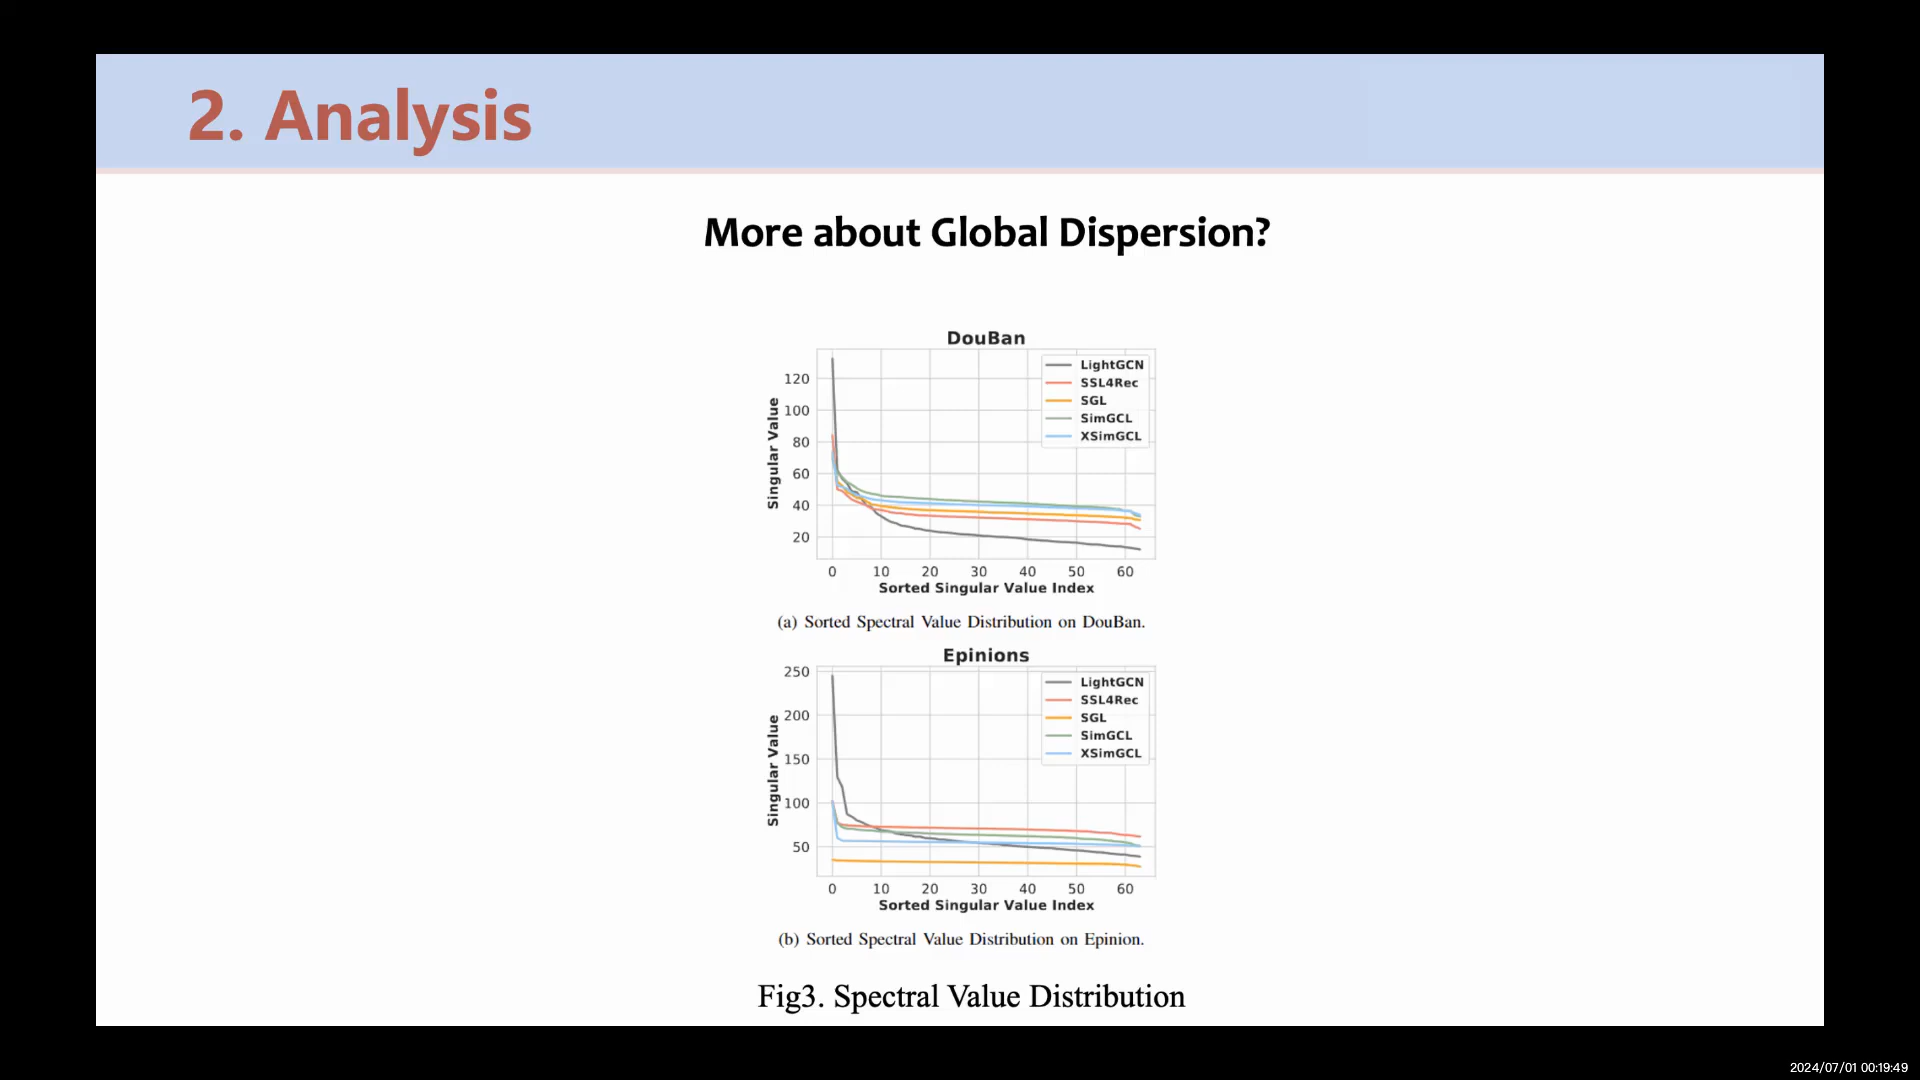 2. Analysis
More about Global Dispersion?
DouBan
Singular Value
120
100
80
60
40
20
LightGCN
SSL4Rec
SGL
SimGCL
XSimGCL
0 10 20 30 40 50 60
Sorted Singular Value Index
(a) Sorted Spectral Value Distribution on DouBan.
Epinions
Singular Value
250
200
150
100
50
LightGCN
SSL4Rec
SGL
SimGCL
XSimGCL
0 10 20 30 40 50 60
Sorted Singular Value Index
(b) Sorted Spectral Value Distribution on Epinion.
Fig3. Spectral Value Distribution
2024/07/01 00:19:49